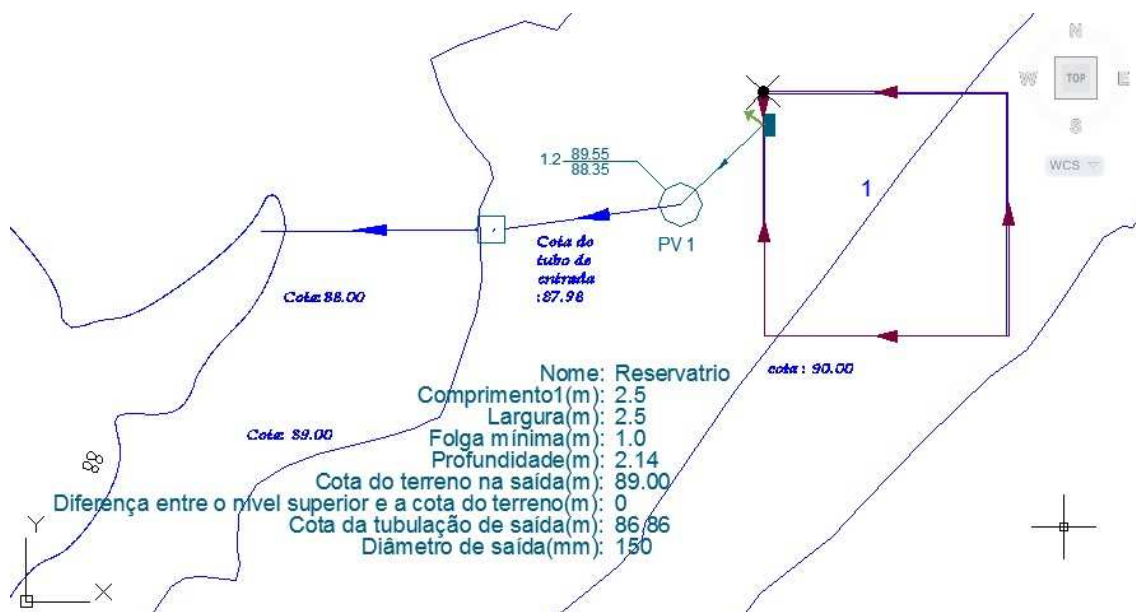 N
W
TOP
E
S
WCS
1.2
89.55
88.35
1
PV 1
Cota do
tubo de
entrada
:87.98
Cota:88.00
cota : 90.00
Nome: Reservatrio
Comprimento1(m): 2.5
Largura(m): 2.5
Folga mínima(m): 1.0
Profundidade(m): 2.14
Cota: 89.00
88
Cota do terreno na saída(m): 89.00
Diferença entre o nível superior e a cota do terreno(m): 0
Cota da tubulação de saída(m): 86.86
Diâmetro de saída(mm): 150
Y
X